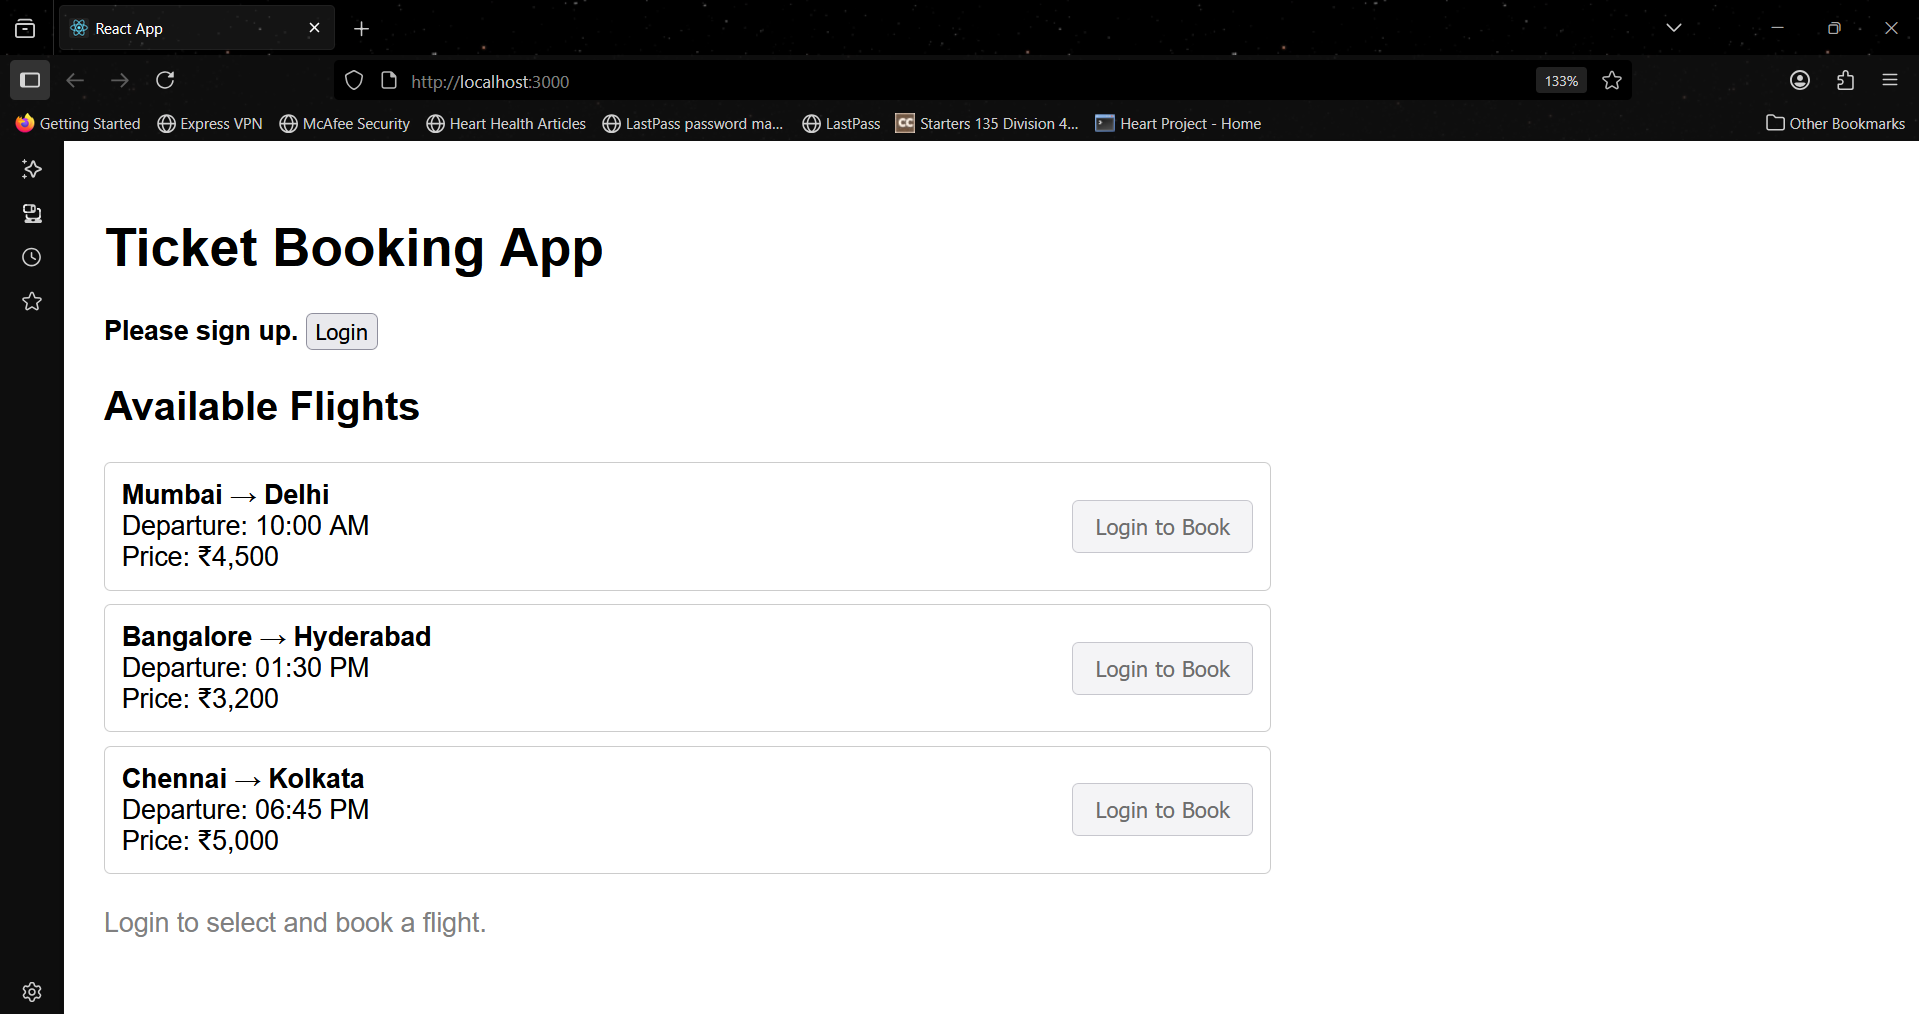 React App
http://localhost:3000
133%
Getting Started
Express VPN
McAfee Security
Heart Health Articles
LastPass password ma...
LastPass
CC
Starters 135 Division 4...
Heart Project - Home
Other Bookmarks
Ticket Booking App
Please sign up. Login
Available Flights
Mumbai → Delhi
Departure: 10:00 AM
Price: ₹4,500
Login to Book
Bangalore → Hyderabad
Departure: 01:30 PM
Price: ₹3,200
Login to Book
Chennai → Kolkata
Departure: 06:45 PM
Price: ₹5,000
Login to Book
Login to select and book a flight.